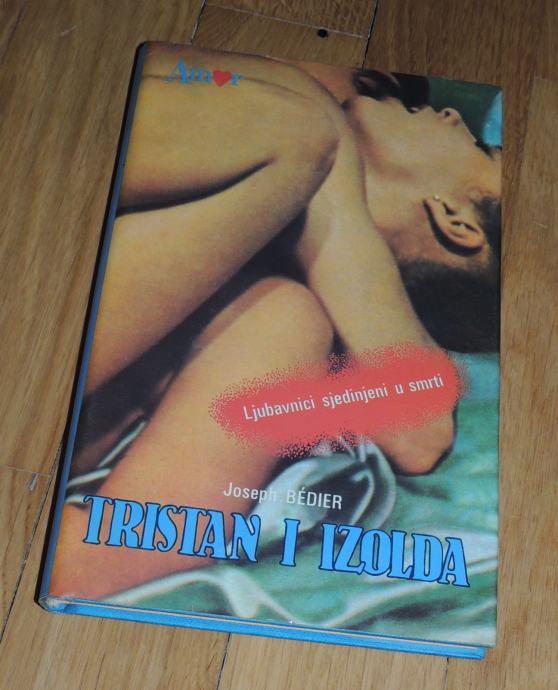 Amor
Ljubavnici sjedinjeni u smrti
Joseph BÉDIER
TRISTAN I IZOLDA